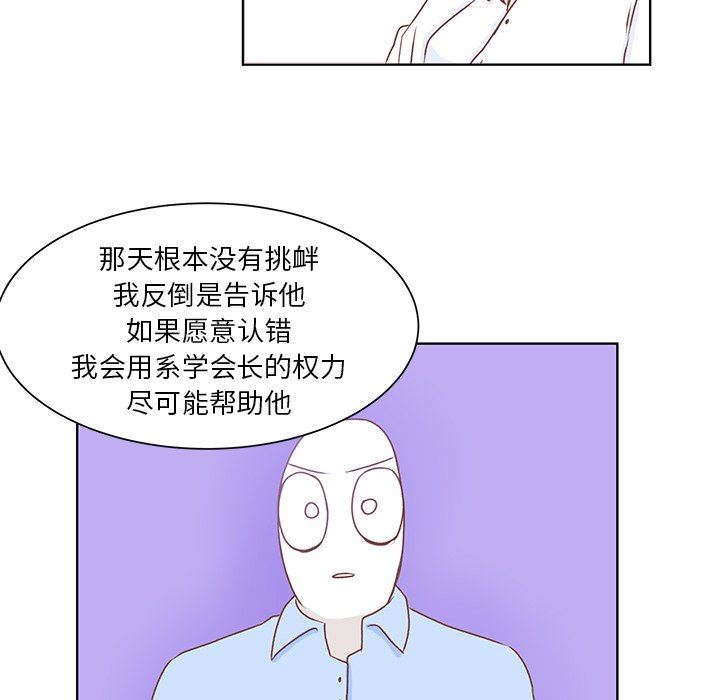 那天根本没有挑衅
我反倒是告诉他
如果愿意认错
我会用系学会长的权力
尽可能帮助他